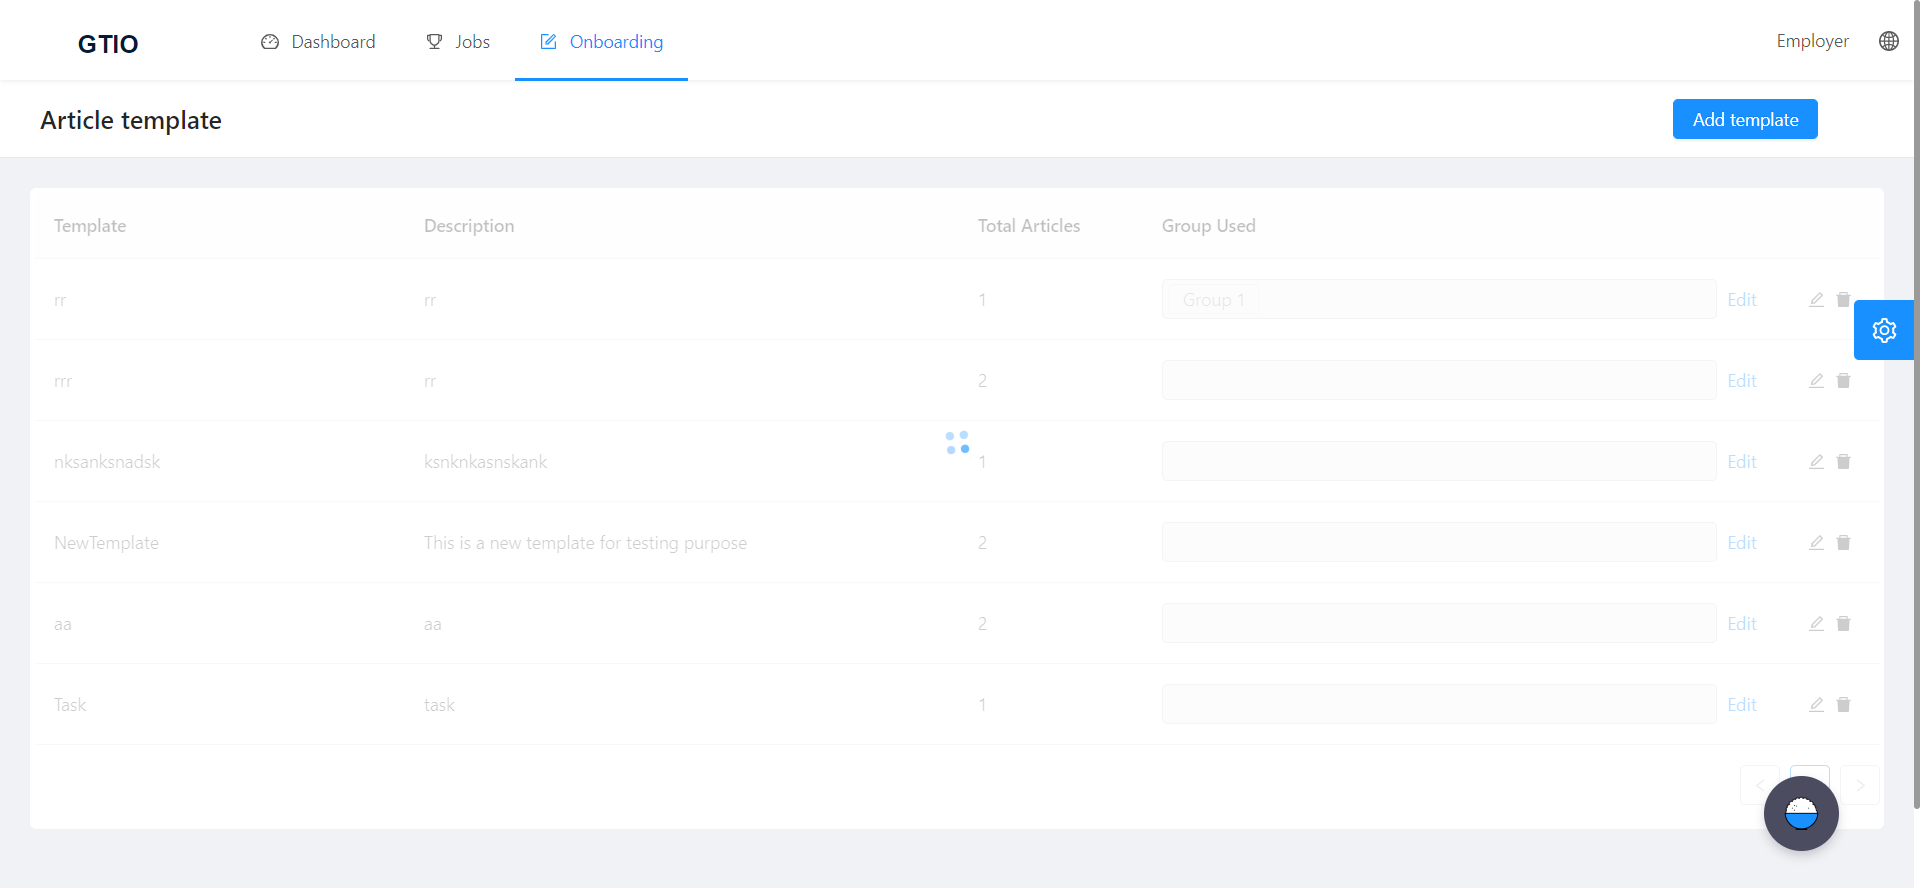 GTIO Dashboard Jobs Onboarding Employer
Article template Add template
Template Description Total Articles Group Used
rr rr 1 Group 1 Edit
rrr rr 2 Edit
nksanksnadsk ksnknkasnskank 1 Edit
NewTemplate This is a new template for testing purpose 2 Edit
aa aa 2 Edit
Task task 1 Edit